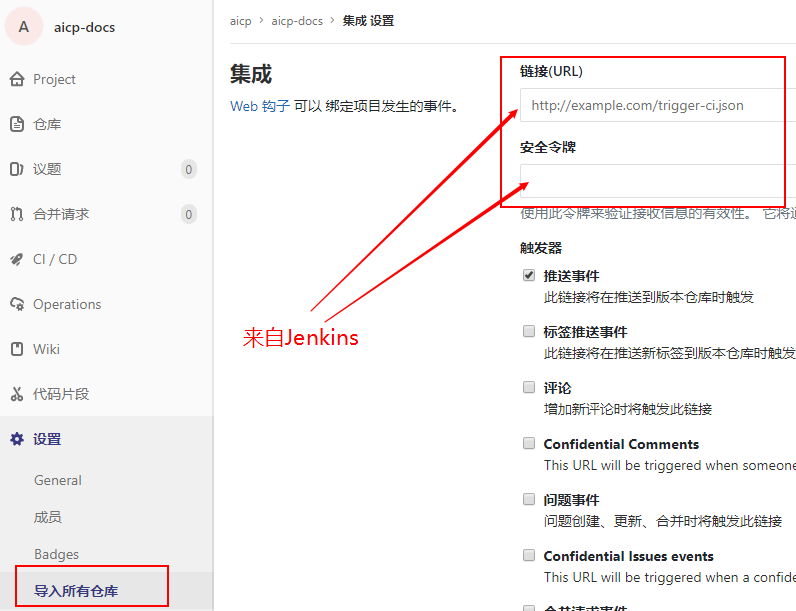 A aicp-docs
Project
仓库
议题 0
合并请求 0
CI / CD
Operations
Wiki
代码片段
设置
General
成员
Badges
导入所有仓库
aicp › aicp-docs › 集成 设置
集成
Web 钩子 可以 绑定项目发生的事件。
来自Jenkins
链接(URL)
http://example.com/trigger-ci.json
安全令牌
使用此令牌来验证接收信息的有效性。 它将
触发器
推送事件
此链接将在推送到版本仓库时触发
标签推送事件
此链接将在推送新标签到版本仓库时触发
评论
增加新评论时将触发此链接
Confidential Comments
This URL will be triggered when someone
问题事件
问题创建、更新、合并时将触发此链接
Confidential Issues events
This URL will be triggered when a confide
合并请求事件